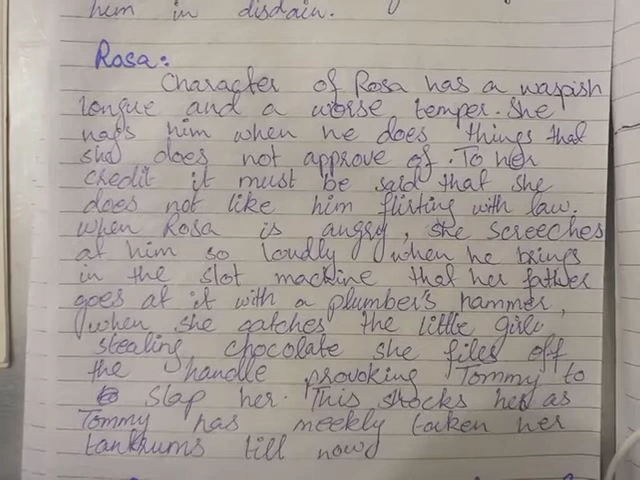 him in disdain.
Rosa:
Character of Rosa has a waspish
tongue and a worse temper. She
nags him when he does things that
she does not approve of. To her
credit it must be said that she
does not like him flirting with law.
when Rosa is angry, she screeches
at him so loudly when he brings
in the slot machine that her father
goes at it with a plumber's hammer,
when she catches the little girl
stealing chocolate she flies off
the handle provoking Tommy to
slap her. This shocks her as
Tommy has meekly taken her
tantrums till now